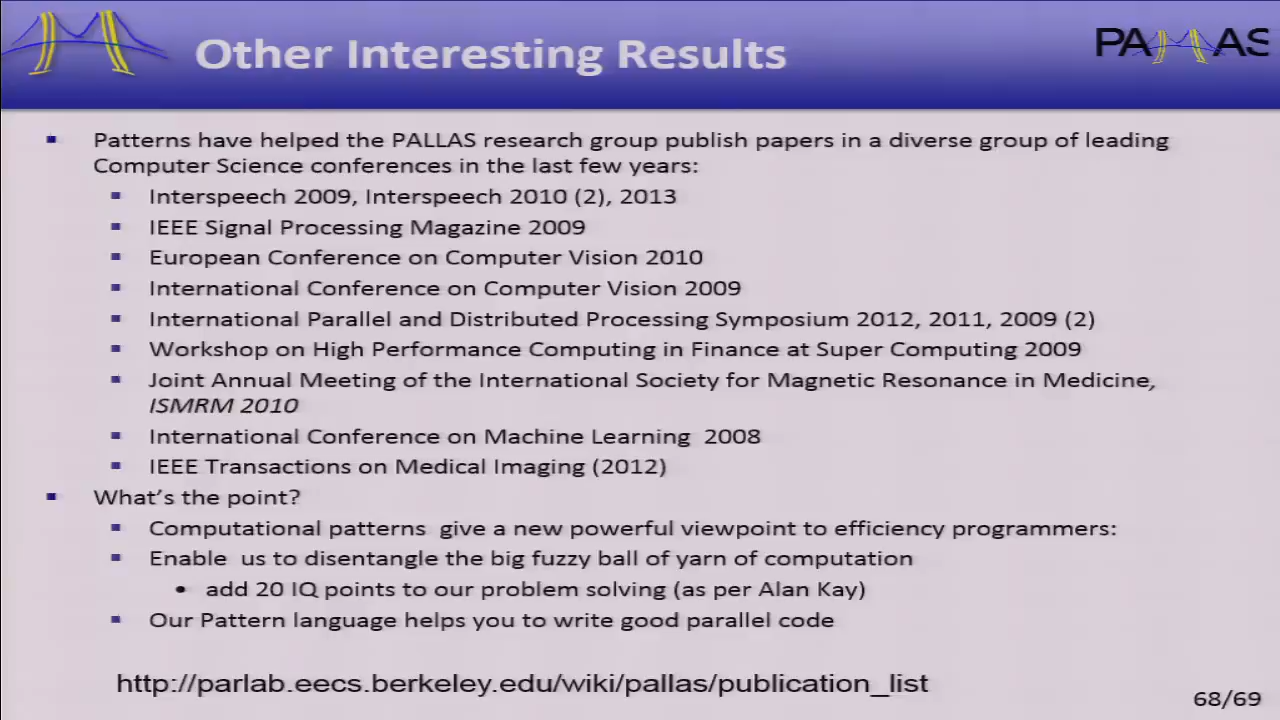 Other Interesting Results
PALLAS
Patterns have helped the PALLAS research group publish papers in a diverse group of leading
Computer Science conferences in the last few years:
Interspeech 2009, Interspeech 2010 (2), 2013
IEEE Signal Processing Magazine 2009
European Conference on Computer Vision 2010
International Conference on Computer Vision 2009
International Parallel and Distributed Processing Symposium 2012, 2011, 2009 (2)
Workshop on High Performance Computing in Finance at Super Computing 2009
Joint Annual Meeting of the International Society for Magnetic Resonance in Medicine,
ISMRM 2010
International Conference on Machine Learning 2008
IEEE Transactions on Medical Imaging (2012)
What's the point?
Computational patterns give a new powerful viewpoint to efficiency programmers:
Enable us to disentangle the big fuzzy ball of yarn of computation
add 20 IQ points to our problem solving (as per Alan Kay)
Our Pattern language helps you to write good parallel code
http://parlab.eecs.berkeley.edu/wiki/pallas/publication_list
68/69